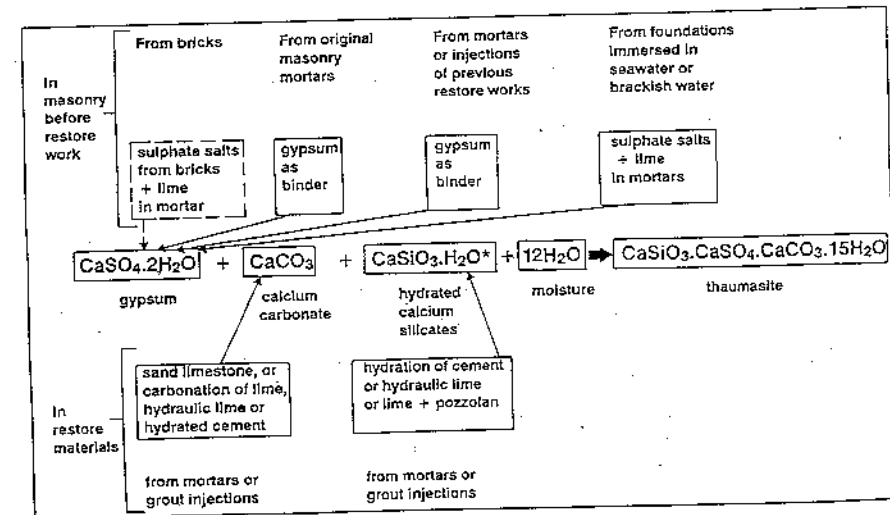 From bricks
From original
masonry
mortars
From mortars
or injections
of previous
restore works
From foundations
immersed in
seawater or
brackish water
In
masonry
before
restore
work
sulphate salts
from bricks
+ lime
in mortar
gypsum
as
binder
gypsum
as
binder
sulphate salts
+ lime
in mortars
CaSO₄.2H₂O + CaCO₃ + CaSiO₃.H₂O* + 12H₂O ➡ CaSiO₃.CaSO₄.CaCO₃.15H₂O
gypsum
calcium
carbonate
hydrated
calcium
silicates
moisture
thaumasite
In
restore
materials
sand limestone, or
carbonation of lime,
hydraulic lime or
hydrated cement
hydration of cement
or hydraulic lime
or lime + pozzolan
from mortars or
grout injections
from mortars or
grout injections